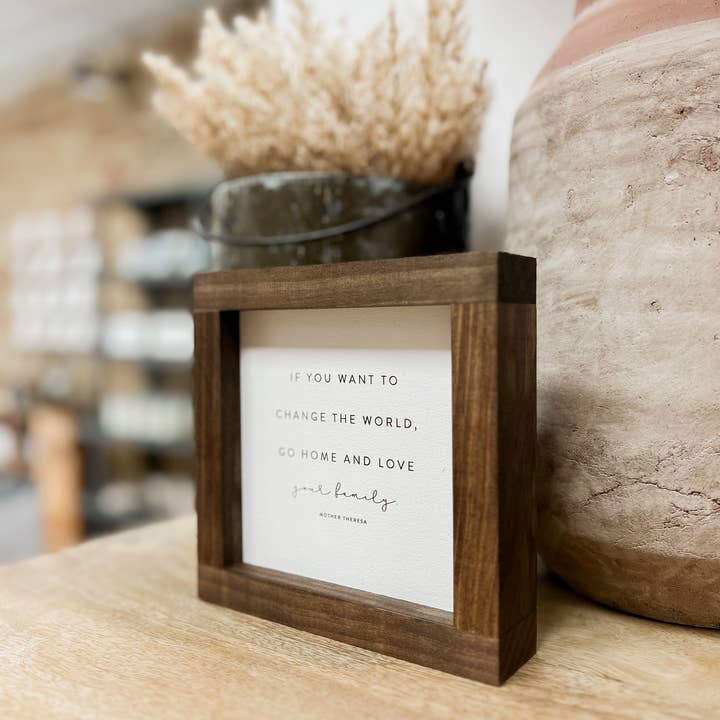 IF YOU WANT TO
CHANGE THE WORLD,
GO HOME AND LOVE
your family
MOTHER THERESA